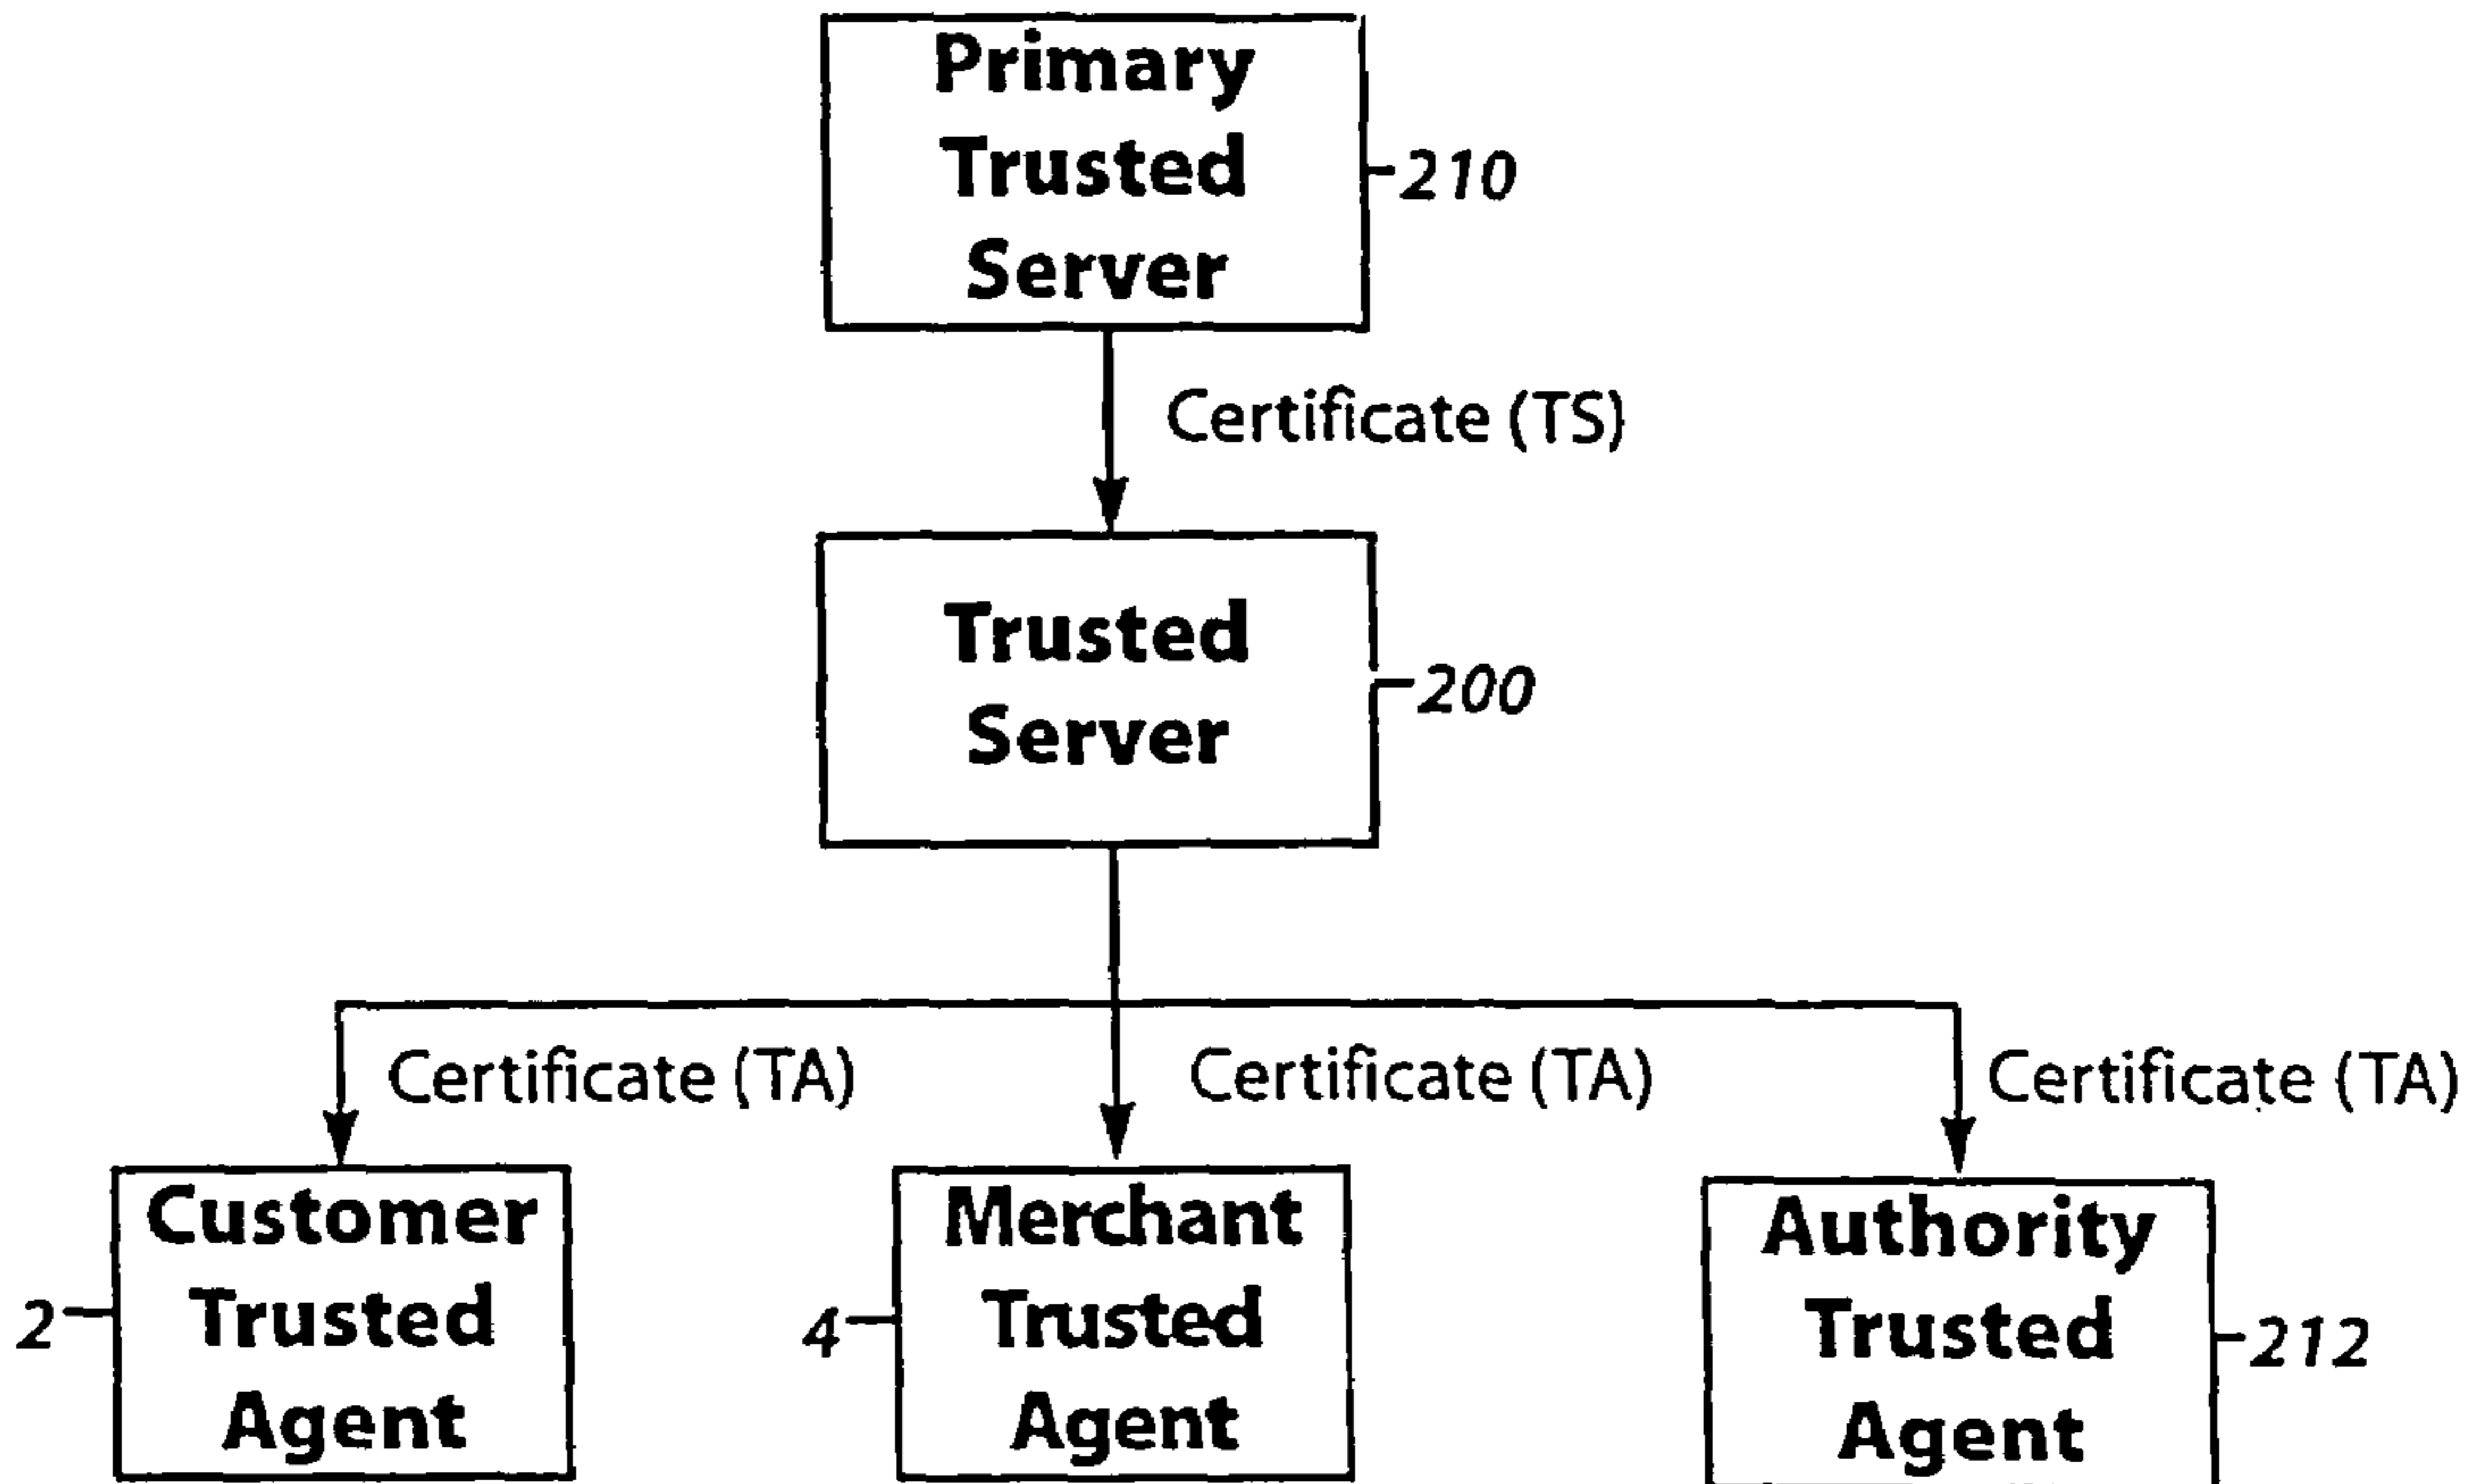 Primary
Trusted
Server
210
Certificate (TS)
Trusted
Server
200
Certificate (TA)
Certificate (TA)
Certificate (TA)
Customer
Trusted
Agent
2
Merchant
Trusted
Agent
4
Authority
Trusted
Agent
212